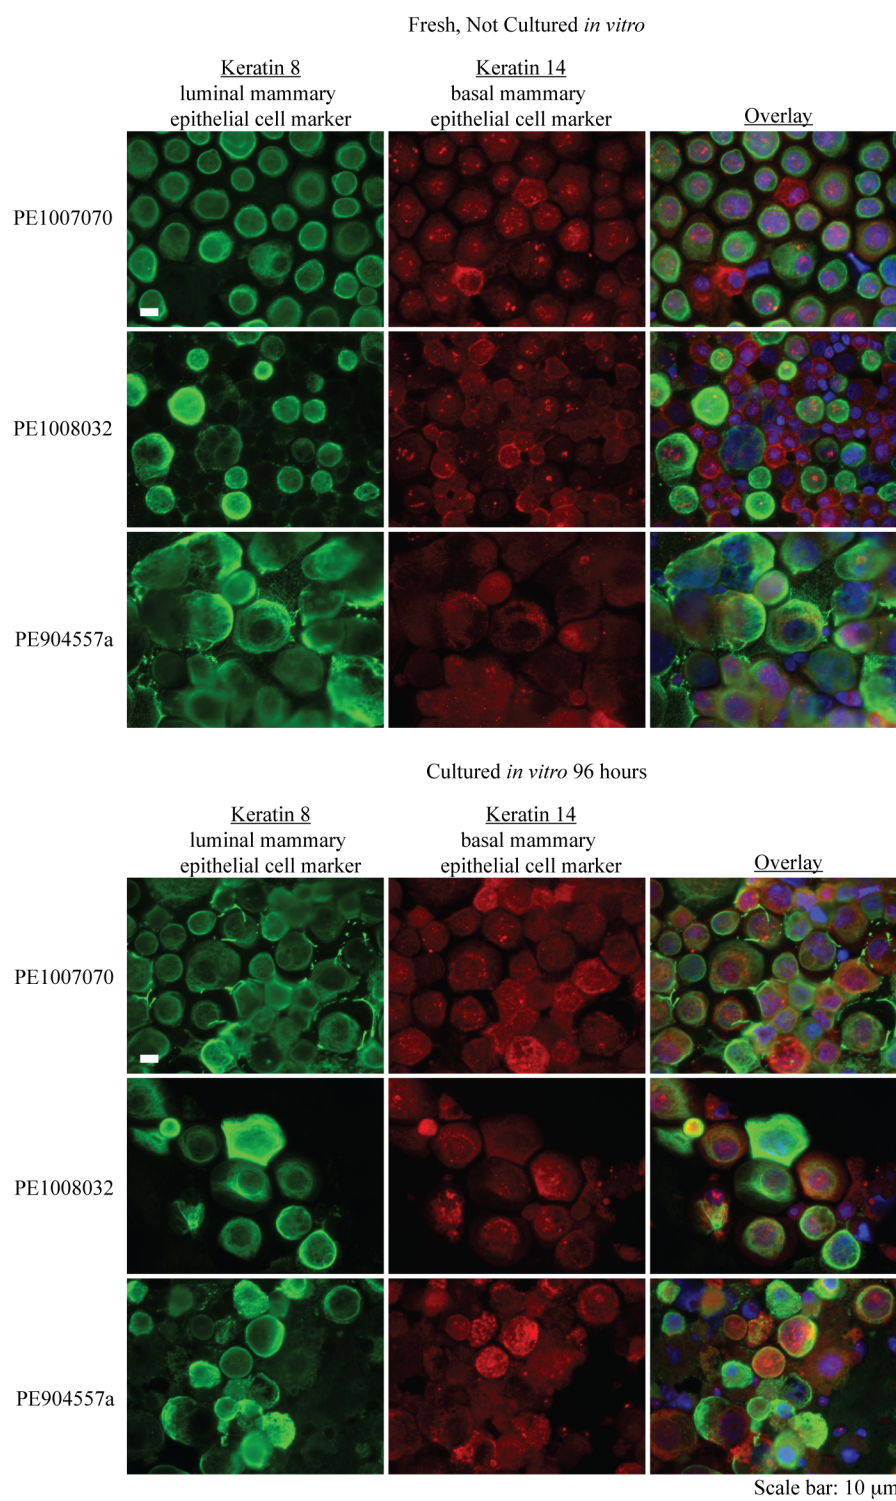 Fresh, Not Cultured in vitro
Keratin 8
luminal mammary
epithelial cell marker
Keratin 14
basal mammary
epithelial cell marker
Overlay
PE1007070
PE1008032
PE904557a
Cultured in vitro 96 hours
Keratin 8
luminal mammary
epithelial cell marker
Keratin 14
basal mammary
epithelial cell marker
Overlay
PE1007070
PE1008032
PE904557a
Scale bar: 10 μm